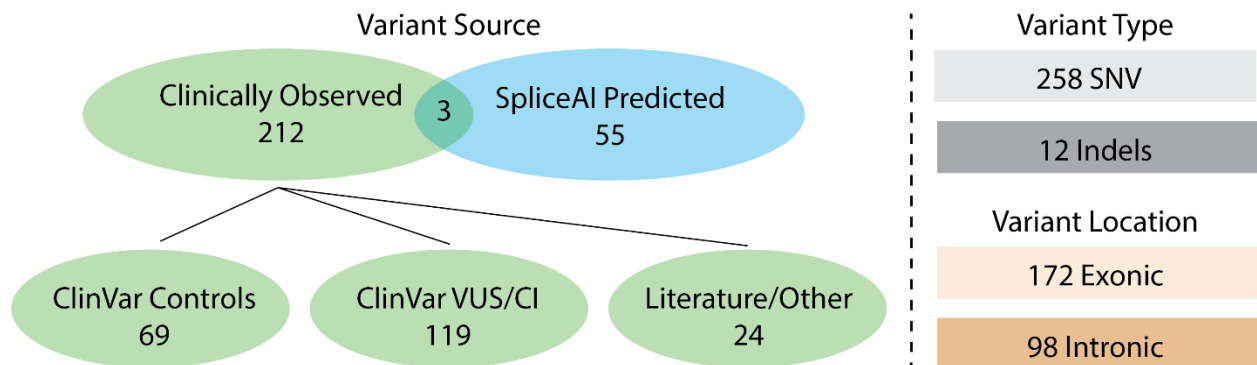 Variant Source
Clinically Observed
212
3
SpliceAI Predicted
55
ClinVar Controls
69
ClinVar VUS/CI
119
Literature/Other
24
Variant Type
258 SNV
12 Indels
Variant Location
172 Exonic
98 Intronic